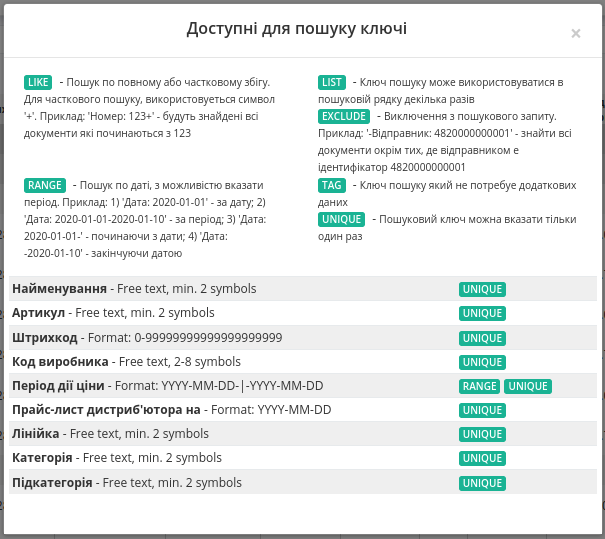 Доступні для пошуку ключі
×
LIKE - Пошук по повному або частковому збігу.
Для часткового пошуку, використовуеться символ
'+'. Приклад: 'Номер: 123+' - будуть знайдені всі
документи які починаються з 123
LIST - Ключ пошуку може використовуватися в
пошуковій рядку декілька разів
EXCLUDE - Виключення з пошукового запиту.
Приклад: '-Відправник: 4820000000001' - знайти всі
документи окрім тих, де відправником е
ідентифікатор 4820000000001
RANGE - Пошук по даті, з можливістю вказати
період. Приклад: 1) 'Дата: 2020-01-01' - за дату; 2)
'Дата: 2020-01-01-2020-01-10' - за період; 3) 'Дата:
2020-01-01-' - починаючи з дати; 4) 'Дата:
-2020-01-10' - закінчуючи датою
TAG - Ключ пошуку який не потребує додаткових
даних
UNIQUE - Пошуковий ключ можна вказати тільки
один раз
Найменування - Free text, min. 2 symbols UNIQUE
Артикул - Free text, min. 2 symbols UNIQUE
Штрихкод - Format: 0-99999999999999999999 UNIQUE
Код виробника - Free text, 2-8 symbols UNIQUE
Період дії ціни - Format: YYYY-MM-DD-|-YYYY-MM-DD RANGE UNIQUE
Прайс-лист дистриб'ютора на - Format: YYYY-MM-DD UNIQUE
Лінійка - Free text, min. 2 symbols UNIQUE
Категорія - Free text, min. 2 symbols UNIQUE
Підкатегорія - Free text, min. 2 symbols UNIQUE